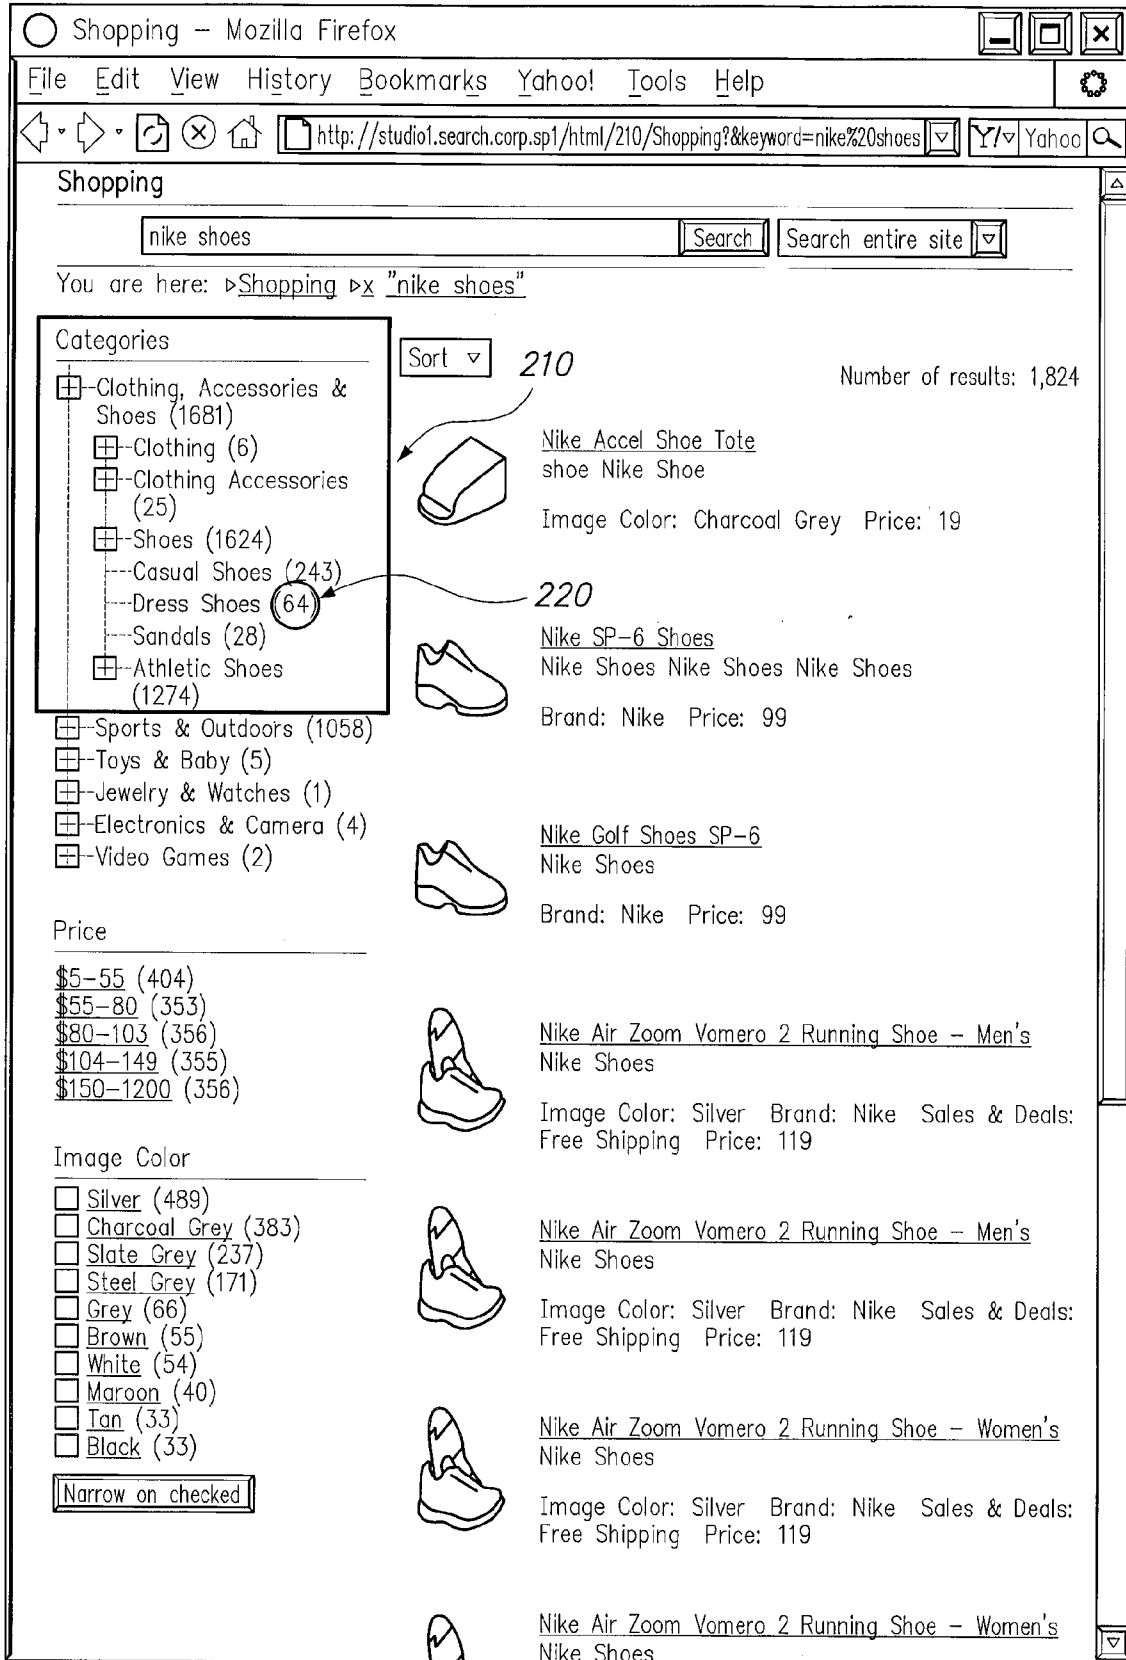 Shopping – Mozilla Firefox
File Edit View History Bookmarks Yahoo! Tools Help
http://studio1.search.corp.sp1/html/210/Shopping?&keyword=nike%20shoes Y! Yahoo
Shopping
nike shoes Search Search entire site
You are here: ▹Shopping ▹x "nike shoes"
Categories
Clothing, Accessories &
Shoes (1681)
Clothing (6)
Clothing Accessories
(25)
Shoes (1624)
Casual Shoes (243)
Dress Shoes (64)
Sandals (28)
Athletic Shoes
(1274)
Sports & Outdoors (1058)
Toys & Baby (5)
Jewelry & Watches (1)
Electronics & Camera (4)
Video Games (2)
Price
$5–55 (404)
$55–80 (353)
$80–103 (356)
$104–149 (355)
$150–1200 (356)
Image Color
Silver (489)
Charcoal Grey (383)
Slate Grey (237)
Steel Grey (171)
Grey (66)
Brown (55)
White (54)
Maroon (40)
Tan (33)
Black (33)
Narrow on checked
Sort
210
220
Number of results: 1,824
Nike Accel Shoe Tote
shoe Nike Shoe
Image Color: Charcoal Grey Price: 19
Nike SP–6 Shoes
Nike Shoes Nike Shoes Nike Shoes
Brand: Nike Price: 99
Nike Golf Shoes SP–6
Nike Shoes
Brand: Nike Price: 99
Nike Air Zoom Vomero 2 Running Shoe – Men's
Nike Shoes
Image Color: Silver Brand: Nike Sales & Deals:
Free Shipping Price: 119
Nike Air Zoom Vomero 2 Running Shoe – Men's
Nike Shoes
Image Color: Silver Brand: Nike Sales & Deals:
Free Shipping Price: 119
Nike Air Zoom Vomero 2 Running Shoe – Women's
Nike Shoes
Image Color: Silver Brand: Nike Sales & Deals:
Free Shipping Price: 119
Nike Air Zoom Vomero 2 Running Shoe – Women's
Nike Shoes